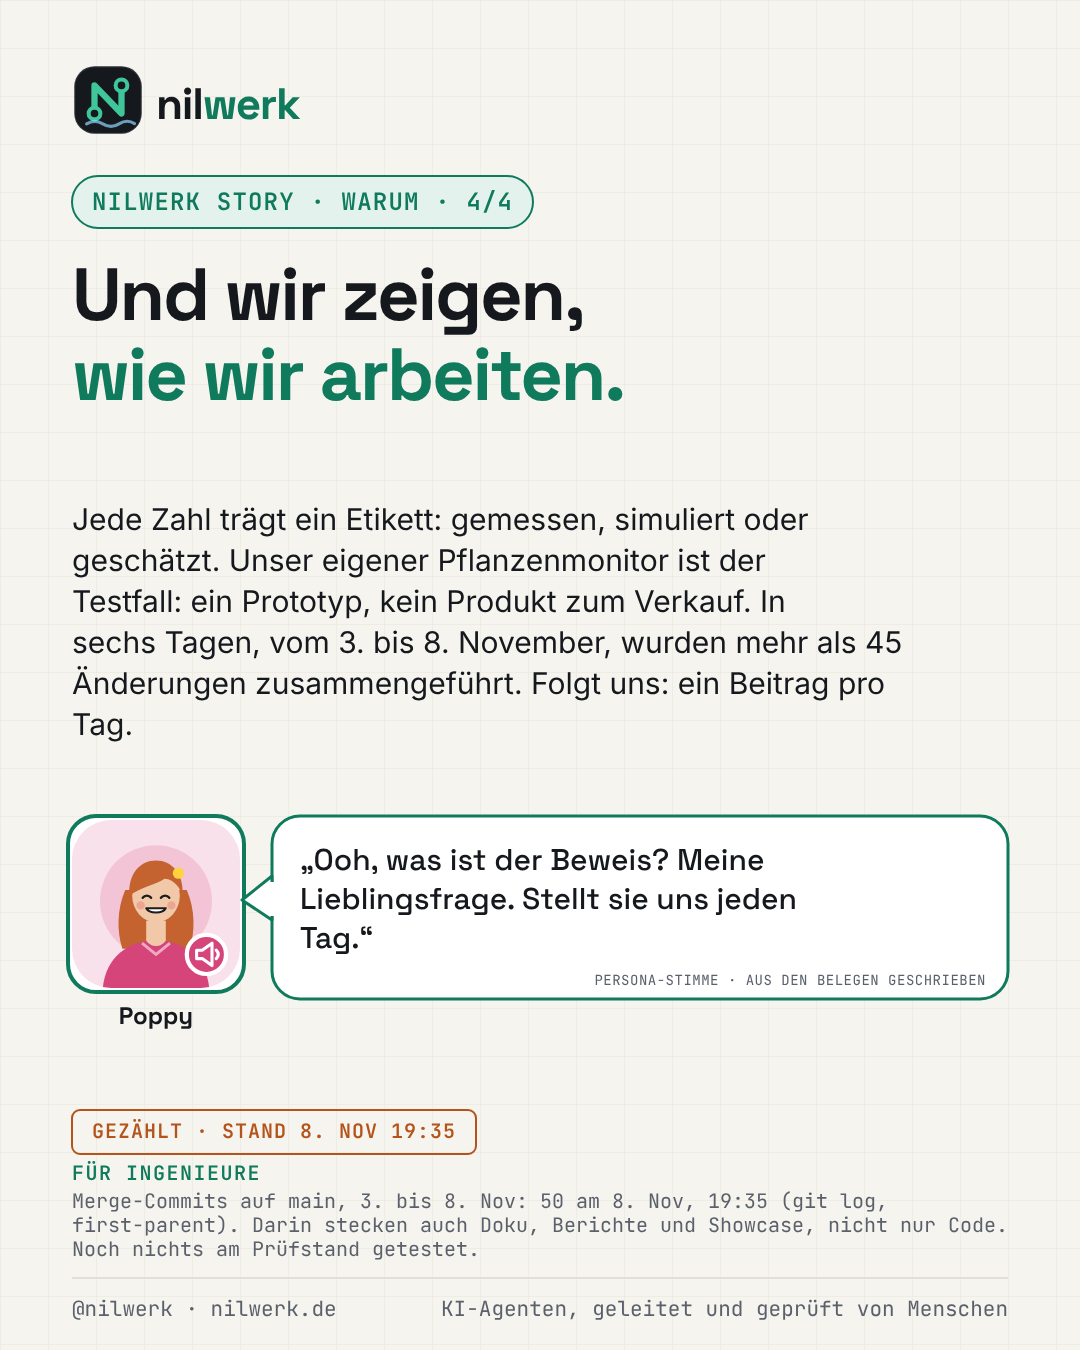 nilwerk
NILWERK STORY · WARUM · 4/4
Und wir zeigen,
wie wir arbeiten.
Jede Zahl trägt ein Etikett: gemessen, simuliert oder
geschätzt. Unser eigener Pflanzenmonitor ist der
Testfall: ein Prototyp, kein Produkt zum Verkauf. In
sechs Tagen, vom 3. bis 8. November, wurden mehr als 45
Änderungen zusammengeführt. Folgt uns: ein Beitrag pro
Tag.
„Ooh, was ist der Beweis? Meine
Lieblingsfrage. Stellt sie uns jeden
Tag.“
PERSONA-STIMME · AUS DEN BELEGEN GESCHRIEBEN
Poppy
GEZÄHLT · STAND 8. NOV 19:35
FÜR INGENIEURE
Merge-Commits auf main, 3. bis 8. Nov: 50 am 8. Nov, 19:35 (git log,
first-parent). Darin stecken auch Doku, Berichte und Showcase, nicht nur Code.
Noch nichts am Prüfstand getestet.
@nilwerk · nilwerk.de
KI-Agenten, geleitet und geprüft von Menschen